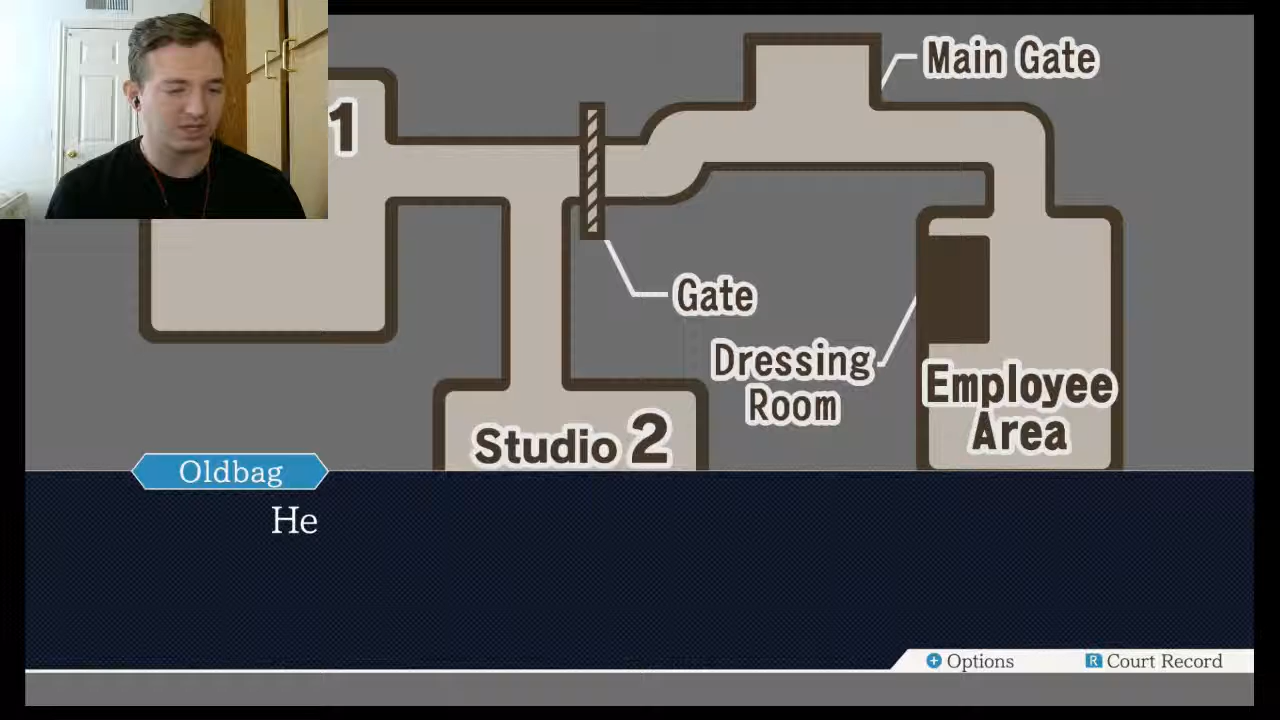 Main Gate
1
Gate
Dressing
Room
Employee
Area
Studio 2
Oldbag
He
+ Options
R Court Record